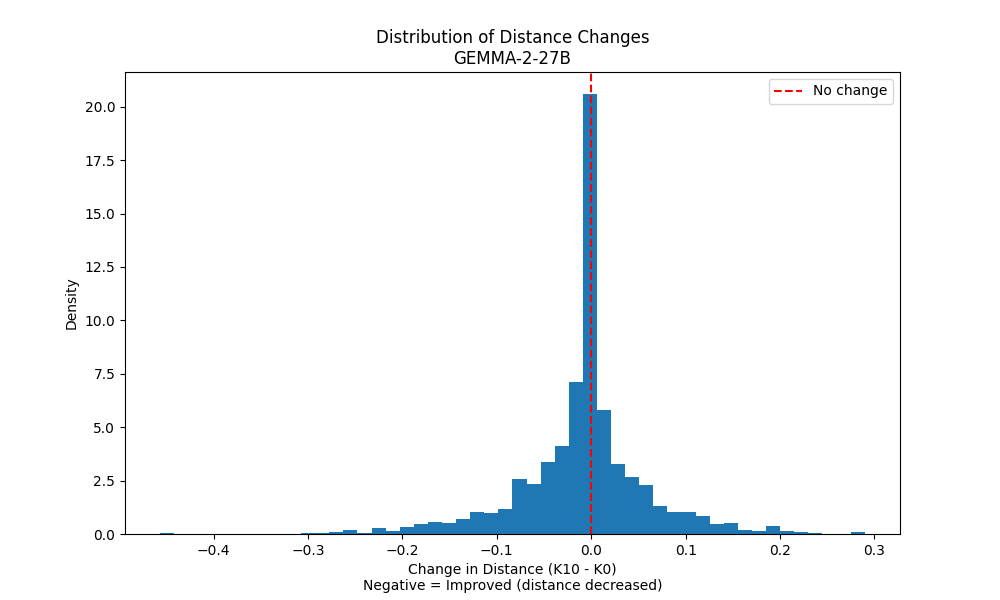 Distribution of Distance Changes
GEMMA-2-27B
No change
20.0
17.5
15.0
12.5
10.0
7.5
5.0
2.5
0.0
Density
−0.4
−0.3
−0.2
−0.1
0.0
0.1
0.2
0.3
Change in Distance (K10 - K0)
Negative = Improved (distance decreased)